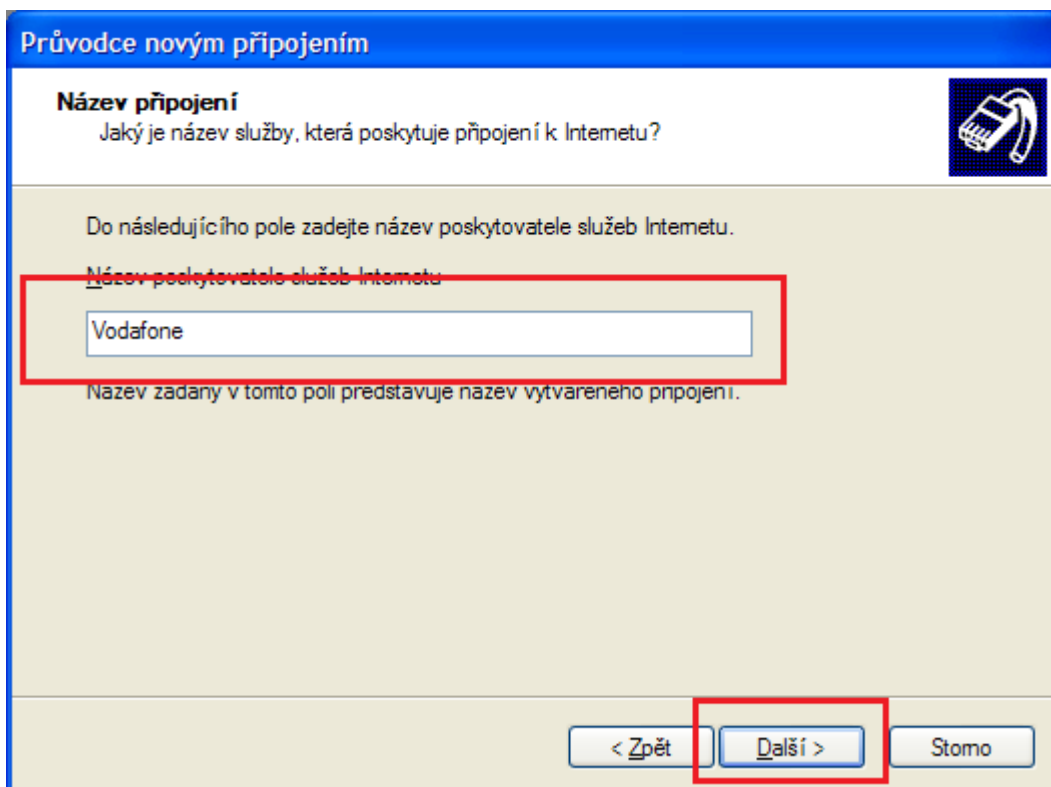 Průvodce novým připojením
Název připojení
Jaký je název služby, která poskytuje připojení k Internetu?
Do následujícího pole zadejte název poskytovatele služeb Internetu.
Název poskytovatele služeb Internetu
Vodafone
Název zadaný v tomto poli představuje název vytvářeného připojení.
< Zpět
Další >
Storno